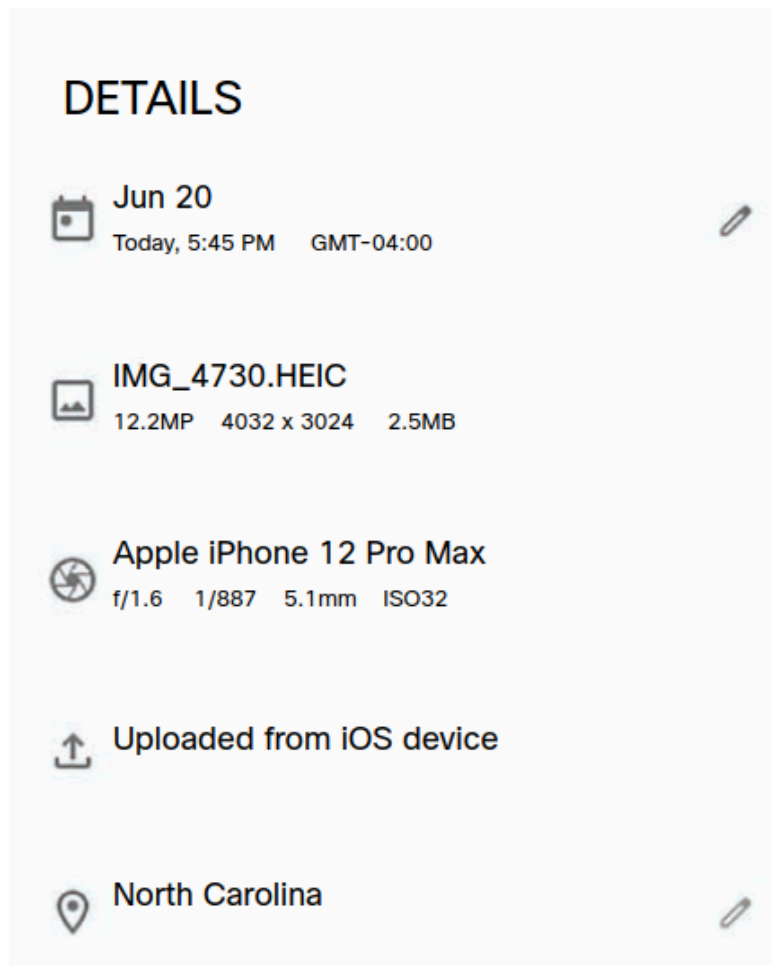 DETAILS
Jun 20
Today, 5:45 PM GMT-04:00
IMG_4730.HEIC
12.2MP 4032 x 3024 2.5MB
Apple iPhone 12 Pro Max
f/1.6 1/887 5.1mm ISO32
Uploaded from iOS device
North Carolina